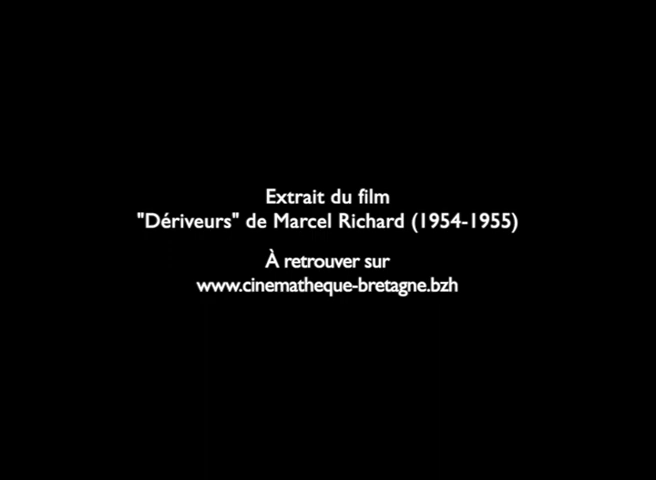 Extrait du film
"Dériveurs" de Marcel Richard (1954-1955)
À retrouver sur
www.cinematheque-bretagne.bzh